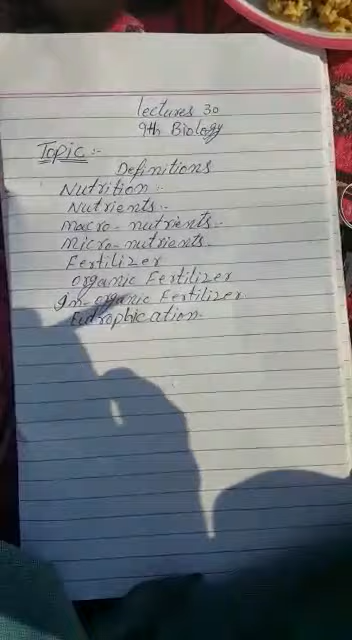 lectures 30
9th Biology
Topic :-
Definitions
Nutrition :-
Nutrients :-
macro - nutrients -
micro - nutrients -
Fertilizer
organic Fertilizer
In-organic Fertilizer
Eutrophication -